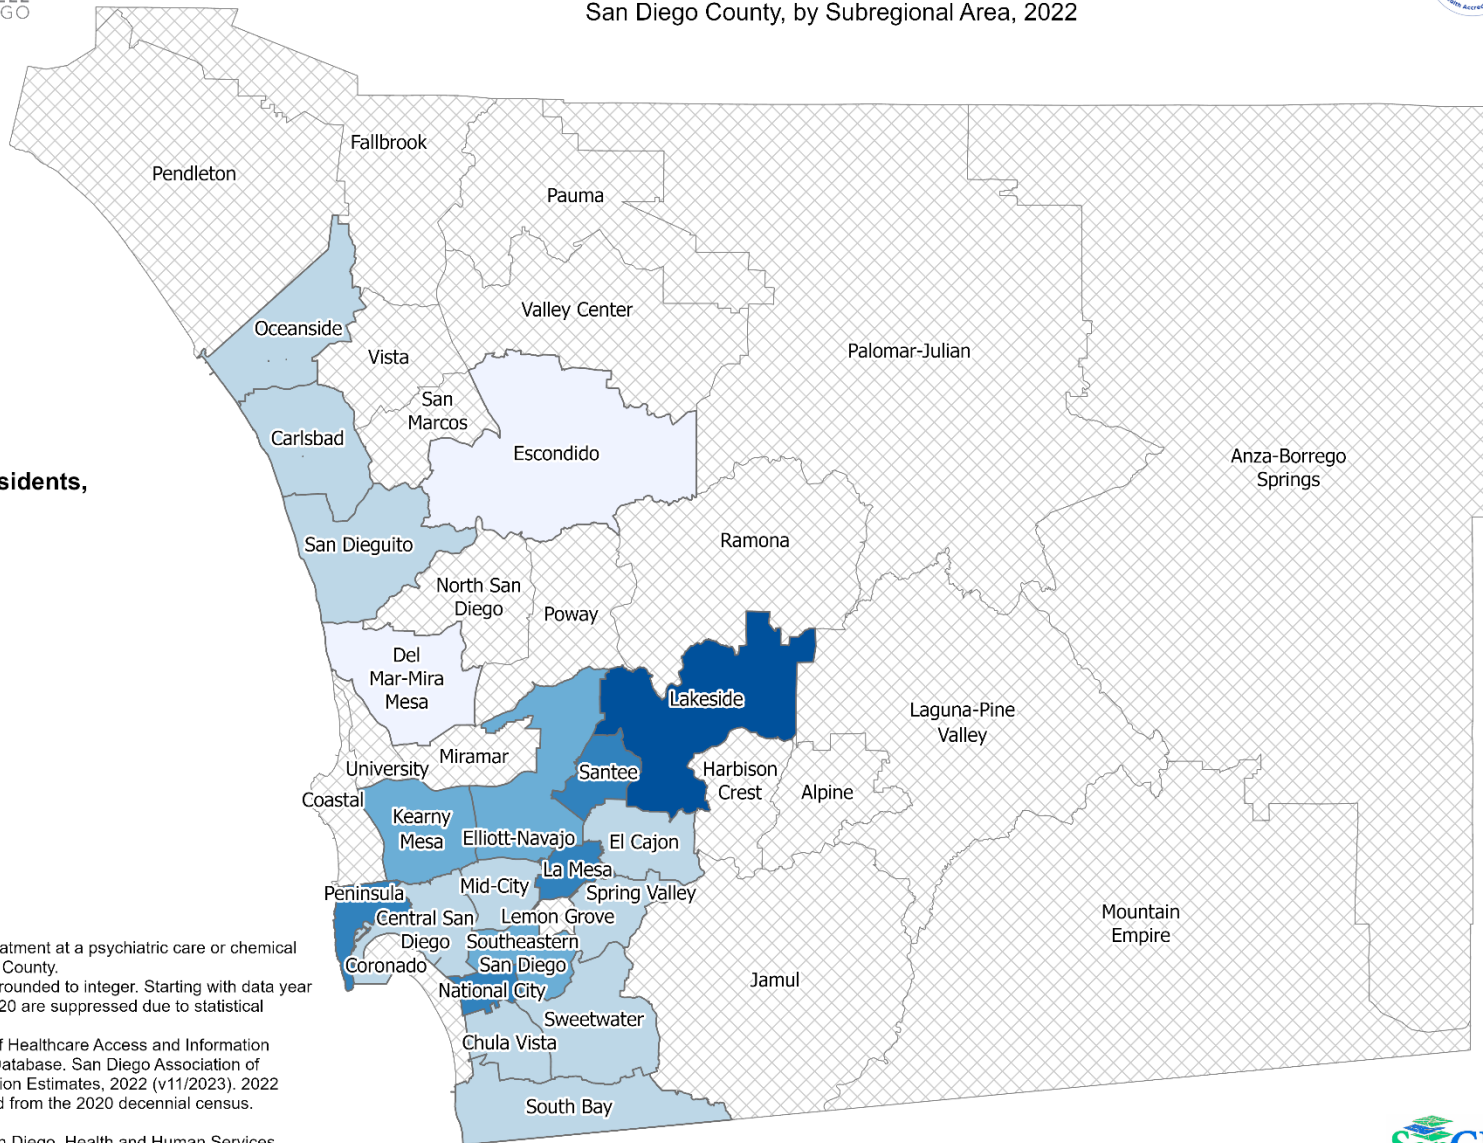 GO
San Diego County, by Subregional Area, 2022
Fallbrook
Pendleton
Pauma
Valley Center
Oceanside
Vista
Palomar-Julian
San
Marcos
Carlsbad
Escondido
Anza-Borrego
Springs
sidents,
San Dieguito
Ramona
North San
Diego
Poway
Del
Mar-Mira
Mesa
Lakeside
Laguna-Pine
Valley
Miramar
University
Santee
Harbison
Crest
Alpine
Coastal
Kearny
Mesa
Elliott-Navajo
El Cajon
La Mesa
Peninsula
Mid-City
Spring Valley
Central San
Diego
Lemon Grove
Mountain
Empire
Southeastern
San Diego
Coronado
Jamul
National City
Sweetwater
Chula Vista
South Bay
atment at a psychiatric care or chemical
County.
rounded to integer. Starting with data year
20 are suppressed due to statistical
f Healthcare Access and Information
Database. San Diego Association of
ion Estimates, 2022 (v11/2023). 2022
d from the 2020 decennial census.
n Diego, Health and Human Services